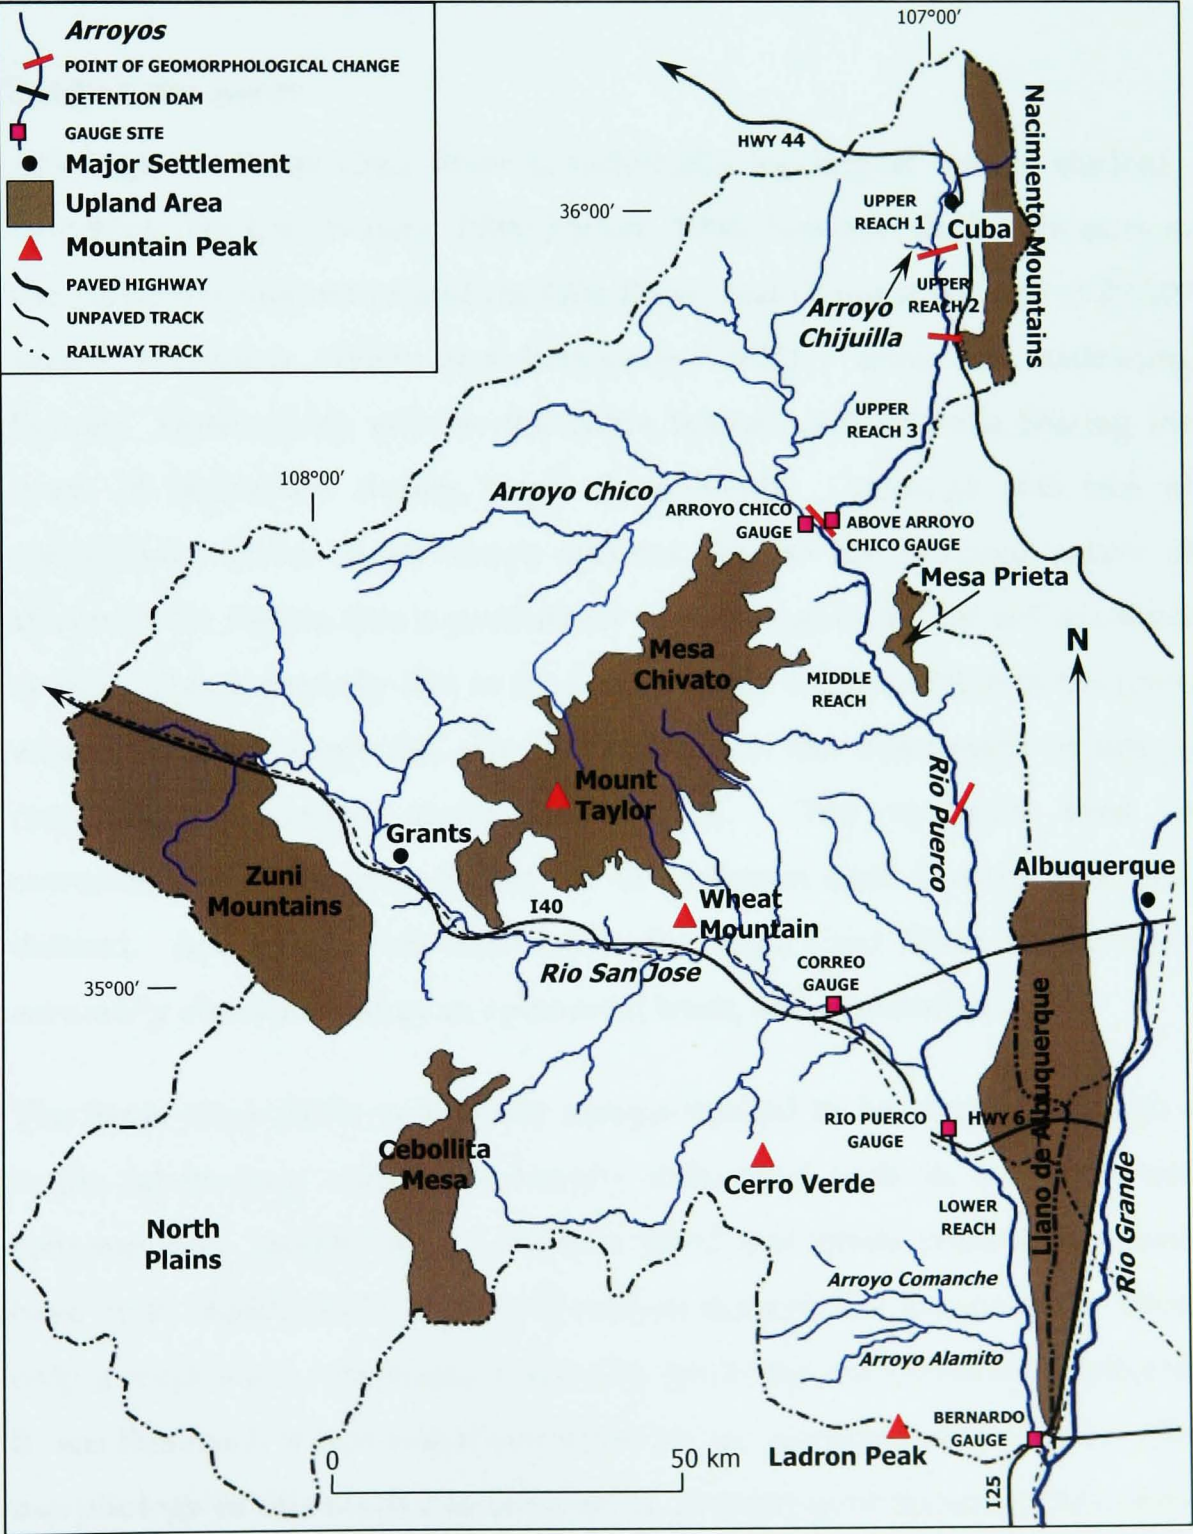 Arroyos
POINT OF GEOMORPHOLOGICAL CHANGE
DETENTION DAM
GAUGE SITE
Major Settlement
Upland Area
Mountain Peak
PAVED HIGHWAY
UNPAVED TRACK
RAILWAY TRACK
107°00′
HWY 44
Nacimiento Mountains
36°00′
UPPER
REACH 1
Cuba
UPPER
REACH 2
Arroyo
Chijuilla
UPPER
REACH 3
108°00′
Arroyo Chico
ARROYO CHICO
GAUGE
ABOVE ARROYO
CHICO GAUGE
Mesa Prieta
N
Mesa
Chivato
MIDDLE
REACH
Rio Puerco
Mount
Taylor
Grants
Albuquerque
Zuni
Mountains
I40
Wheat
Mountain
Rio San Jose
CORREO
GAUGE
35°00′
Llano de Albuquerque
RIO PUERCO
GAUGE
HWY 6
Cebollita
Mesa
Cerro Verde
LOWER
REACH
Rio Grande
North
Plains
Arroyo Comanche
Arroyo Alamito
BERNARDO
GAUGE
Ladron Peak
0
50 km
I25